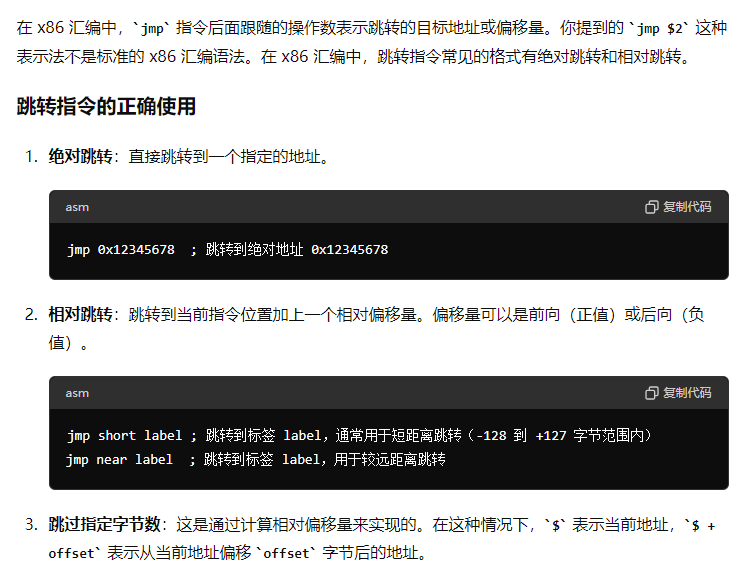 在 x86 汇编中，`jmp` 指令后面跟随的操作数表示跳转的目标地址或偏移量。你提到的 `jmp $2` 这种
表示法不是标准的 x86 汇编语法。在 x86 汇编中，跳转指令常见的格式有绝对跳转和相对跳转。
跳转指令的正确使用
1. 绝对跳转：直接跳转到一个指定的地址。
asm 复制代码
jmp 0x12345678  ; 跳转到绝对地址 0x12345678
2. 相对跳转：跳转到当前指令位置加上一个相对偏移量。偏移量可以是前向（正值）或后向（负
值）。
asm 复制代码
jmp short label ; 跳转到标签 label，通常用于短距离跳转（-128 到 +127 字节范围内）
jmp near label  ; 跳转到标签 label，用于较远距离跳转
3. 跳过指定字节数：这是通过计算相对偏移量来实现的。在这种情况下，`$` 表示当前地址，`$ +
offset` 表示从当前地址偏移 `offset` 字节后的地址。